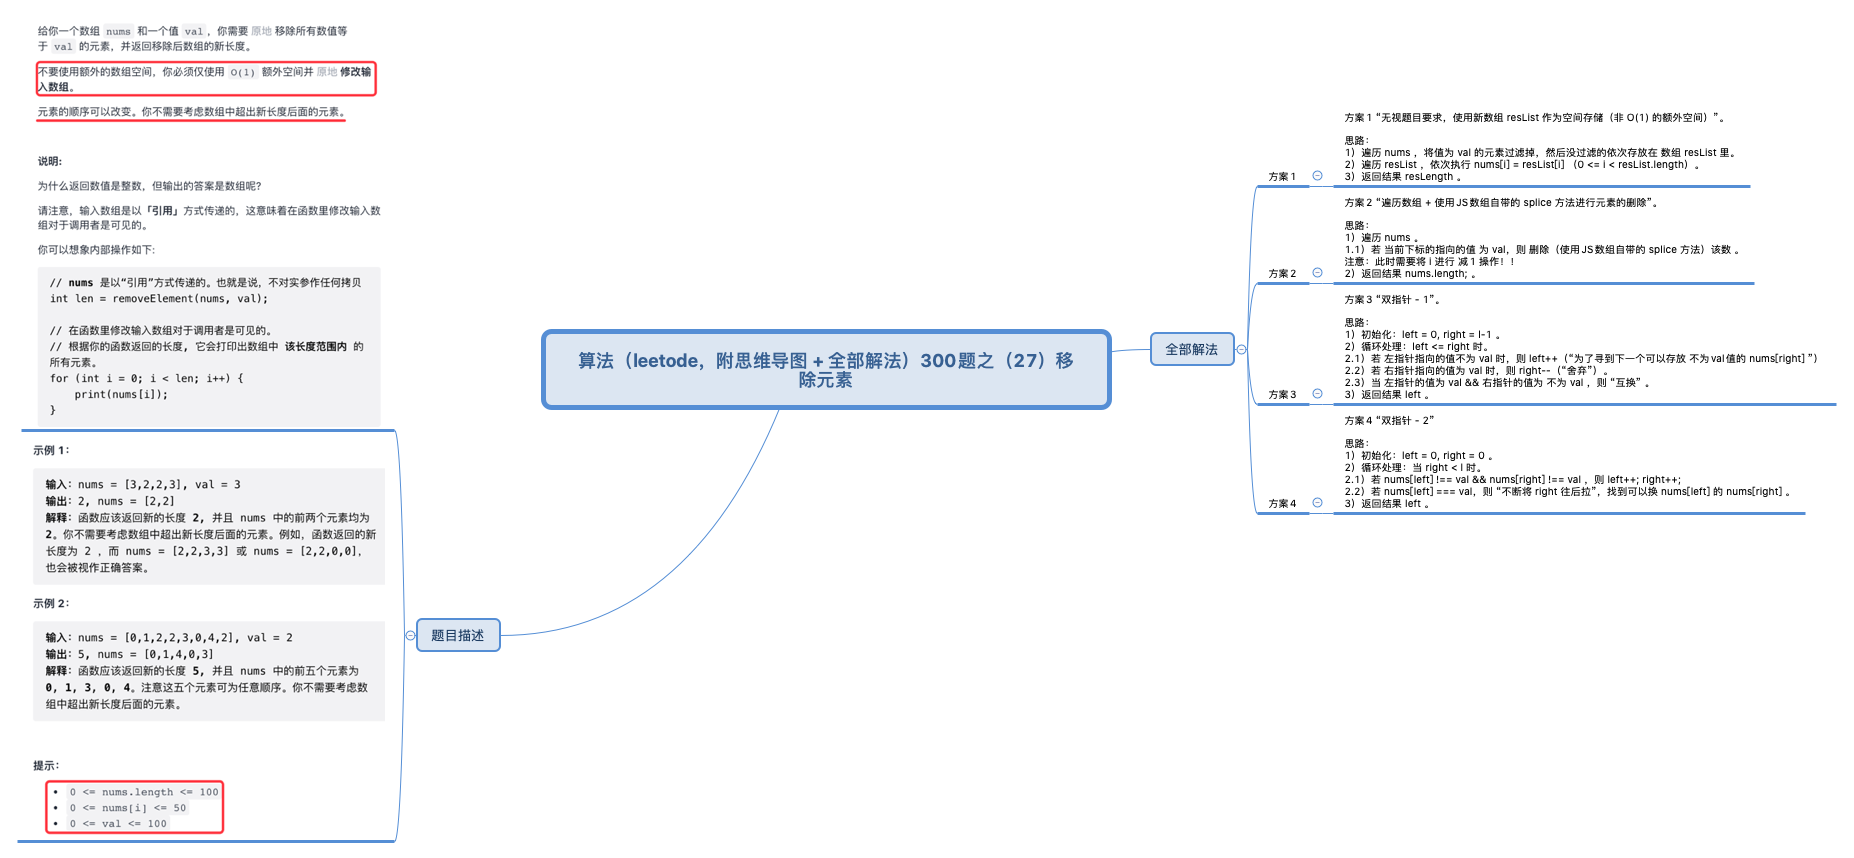 给你一个数组 nums 和一个值 val，你需要 原地 移除所有数值等
于 val 的元素，并返回移除后数组的新长度。
不要使用额外的数组空间，你必须仅使用 O(1) 额外空间并 原地 修改输
入数组。
元素的顺序可以改变。你不需要考虑数组中超出新长度后面的元素。
说明:
为什么返回数值是整数，但输出的答案是数组呢?
请注意，输入数组是以「引用」方式传递的，这意味着在函数里修改输入数
组对于调用者是可见的。
你可以想象内部操作如下:
// nums 是以“引用”方式传递的。也就是说，不对实参作任何拷贝
int len = removeElement(nums, val);
// 在函数里修改输入数组对于调用者是可见的。
// 根据你的函数返回的长度, 它会打印出数组中 该长度范围内 的
所有元素。
for (int i = 0; i < len; i++) {
    print(nums[i]);
}
示例 1：
输入：nums = [3,2,2,3], val = 3
输出：2, nums = [2,2]
解释：函数应该返回新的长度 2, 并且 nums 中的前两个元素均为
2。你不需要考虑数组中超出新长度后面的元素。例如，函数返回的新
长度为 2 ，而 nums = [2,2,3,3] 或 nums = [2,2,0,0]，
也会被视作正确答案。
示例 2：
输入：nums = [0,1,2,2,3,0,4,2], val = 2
输出：5, nums = [0,1,4,0,3]
解释：函数应该返回新的长度 5, 并且 nums 中的前五个元素为
0, 1, 3, 0, 4。注意这五个元素可为任意顺序。你不需要考虑数
组中超出新长度后面的元素。
提示：
• 0 <= nums.length <= 100
• 0 <= nums[i] <= 50
• 0 <= val <= 100
题目描述
算法（leetode，附思维导图 + 全部解法）300题之（27）移
除元素
全部解法
方案 1
方案 1 “无视题目要求，使用新数组 resList 作为空间存储（非 O(1) 的额外空间）”。
思路：
1）遍历 nums ，将值为 val 的元素过滤掉，然后没过滤的依次存放在 数组 resList 里。
2）遍历 resList ，依次执行 nums[i] = resList[i] （0 <= i < resList.length）。
3）返回结果 resLength 。
方案 2
方案 2 “遍历数组 + 使用JS数组自带的 splice 方法进行元素的删除”。
思路：
1）遍历 nums 。
1.1）若 当前下标的指向的值 为 val，则 删除（使用JS数组自带的 splice 方法）该数 。
注意：此时需要将 i 进行 减 1 操作！！
2）返回结果 nums.length; 。
方案 3
方案 3 “双指针 - 1”。
思路：
1）初始化：left = 0, right = l-1 。
2）循环处理：left <= right 时。
2.1）若 左指针指向的值不为 val 时，则 left++（“为了寻到下一个可以存放 不为val值的 nums[right] ”）
2.2）若 右指针指向的值为 val 时，则 right--（“舍弃”）。
2.3）当 左指针的值为 val && 右指针的值为 不为 val ，则 “互换” 。
3）返回结果 left 。
方案 4
方案 4 “双指针 - 2”
思路：
1）初始化：left = 0, right = 0 。
2）循环处理：当 right < l 时。
2.1）若 nums[left] !== val && nums[right] !== val ，则 left++; right++;
2.2）若 nums[left] === val，则 “不断将 right 往后拉”，找到可以换 nums[left] 的 nums[right] 。
3）返回结果 left 。